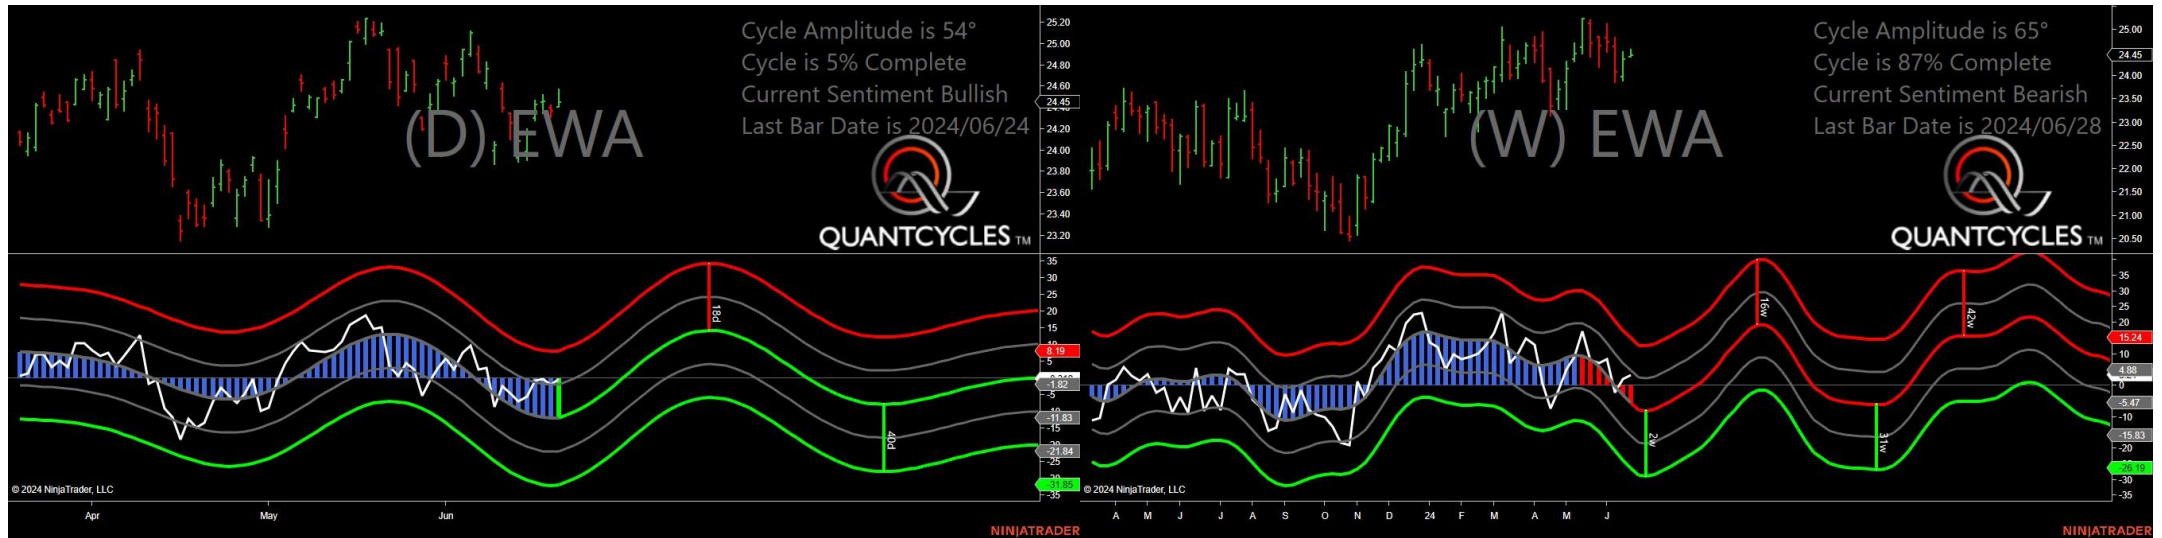 Cycle Amplitude is 54°
Cycle is 5% Complete
Current Sentiment Bullish
Last Bar Date is 2024/06/24
(D) EWA
QUANTCYCLES TM
25.20
25.00
24.80
24.60
24.45
24.20
24.00
23.80
23.60
23.40
23.20
35
30
25
20
15
8.19
5
-1.82
-5
-11.83
-15
-21.84
-25
-31.85
-35
18d
40d
© 2024 NinjaTrader, LLC
Apr
May
Jun
NINJATRADER
Cycle Amplitude is 65°
Cycle is 87% Complete
Current Sentiment Bearish
Last Bar Date is 2024/06/28
(W) EWA
QUANTCYCLES TM
25.00
24.45
24.00
23.50
23.00
22.50
22.00
21.50
21.00
20.50
35
30
25
20
15.24
10
4.88
0
-5.47
-10
-15.83
-20
-26.19
-30
-35
16w
42w
2w
31w
© 2024 NinjaTrader, LLC
A
M
J
J
A
S
O
N
D
24
F
M
A
M
J
NINJATRADER